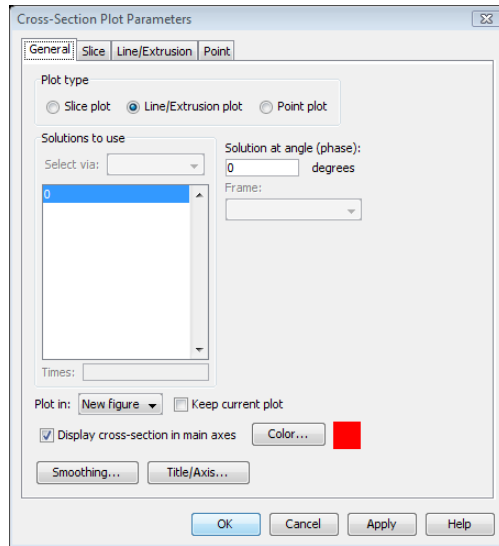 Cross-Section Plot Parameters
General Slice Line/Extrusion Point
Plot type
Slice plot Line/Extrusion plot Point plot
Solutions to use
Select via:
0
Times:
Solution at angle (phase):
0 degrees
Frame:
Plot in: New figure Keep current plot
Display cross-section in main axes Color...
Smoothing... Title/Axis...
OK Cancel Apply Help